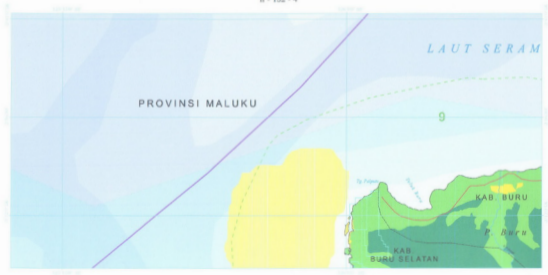 LAUT SERAM
PROVINSI MALUKU
9
KAB. BURU
P. Buru
KAB.
BURU SELATAN